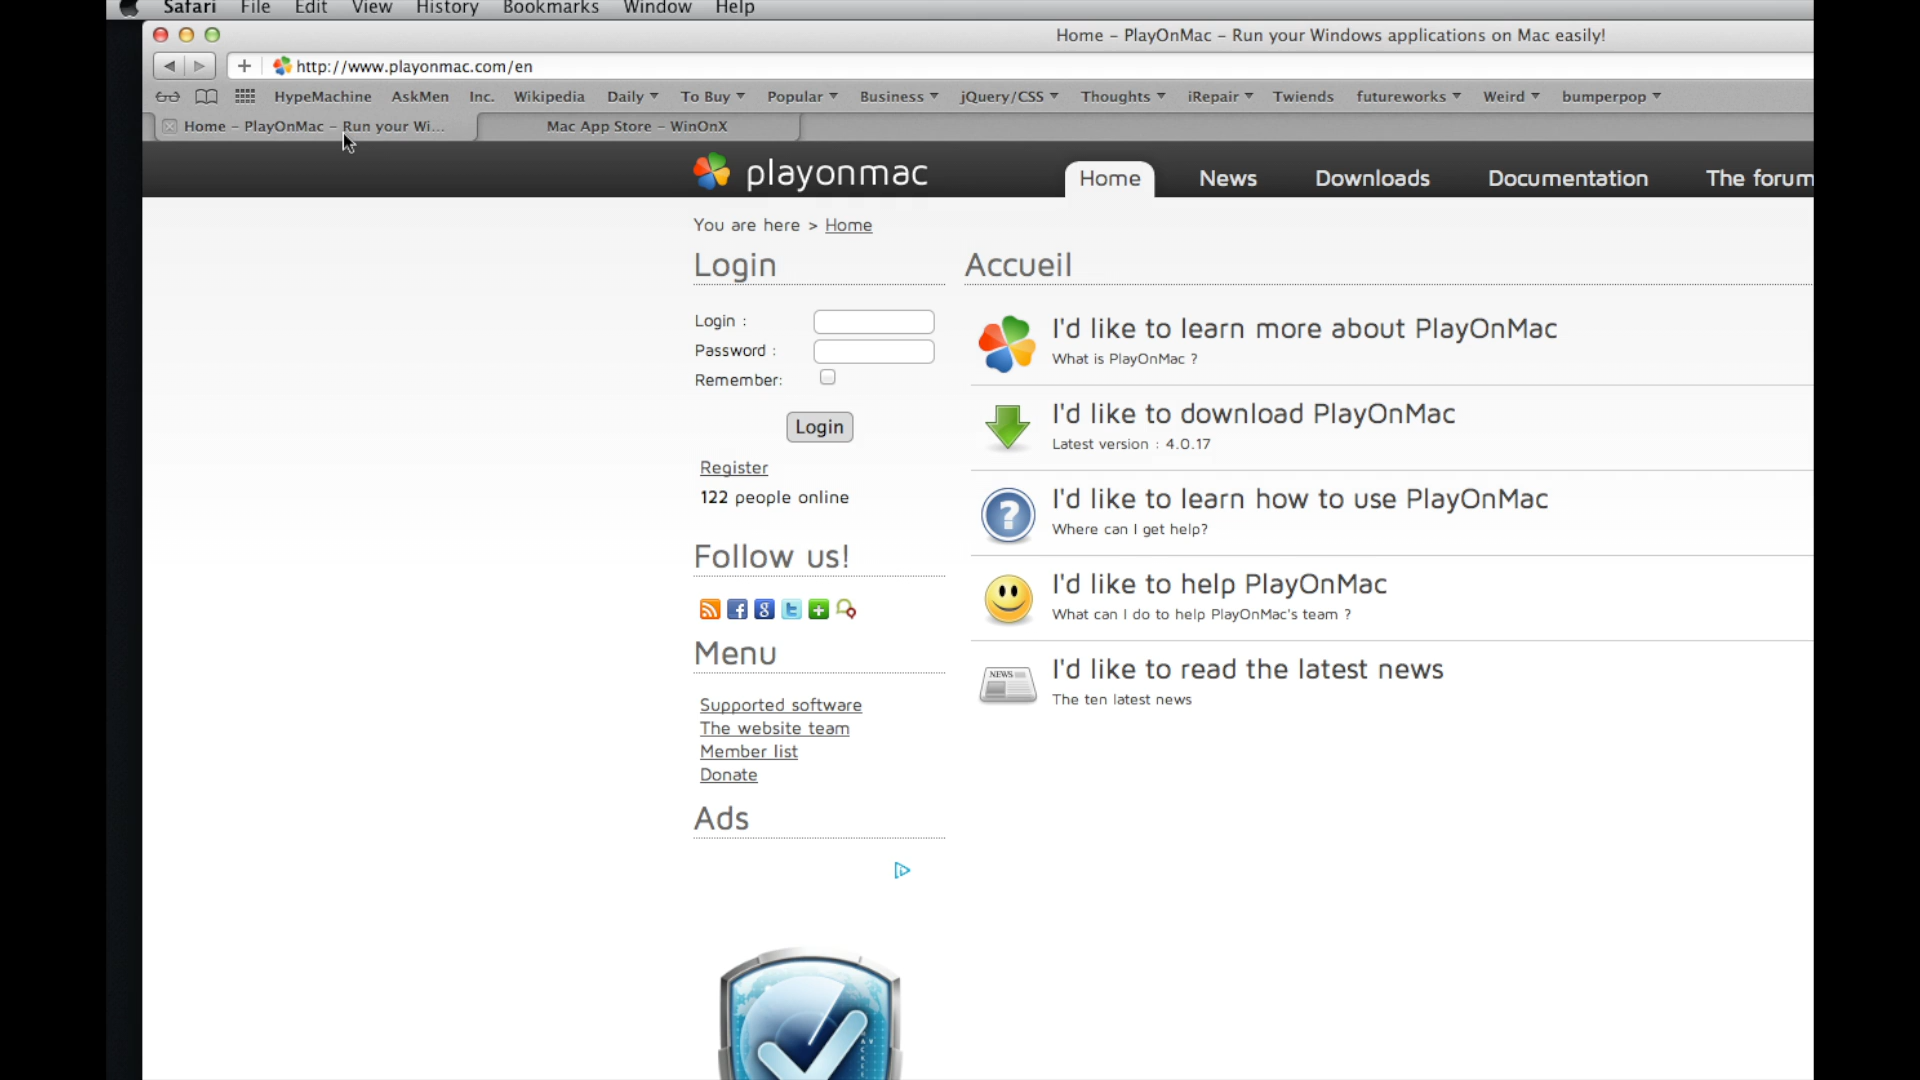 Safari File Edit View History Bookmarks Window Help
Home – PlayOnMac – Run your Windows applications on Mac easily!
http://www.playonmac.com/en
HypeMachine AskMen Inc. Wikipedia Daily To Buy Popular Business jQuery/CSS Thoughts iRepair Twiends futureworks Weird bumperpop
Home – PlayOnMac – Run your Wi... Mac App Store – WinOnX
playonmac Home News Downloads Documentation The forum
You are here > Home
Login
Login :
Password :
Remember:
Login
Register
122 people online
Follow us!
Menu
Supported software
The website team
Member list
Donate
Ads
Accueil
I'd like to learn more about PlayOnMac
What is PlayOnMac ?
I'd like to download PlayOnMac
Latest version : 4.0.17
I'd like to learn how to use PlayOnMac
Where can I get help?
I'd like to help PlayOnMac
What can I do to help PlayOnMac's team ?
NEWS
I'd like to read the latest news
The ten latest news